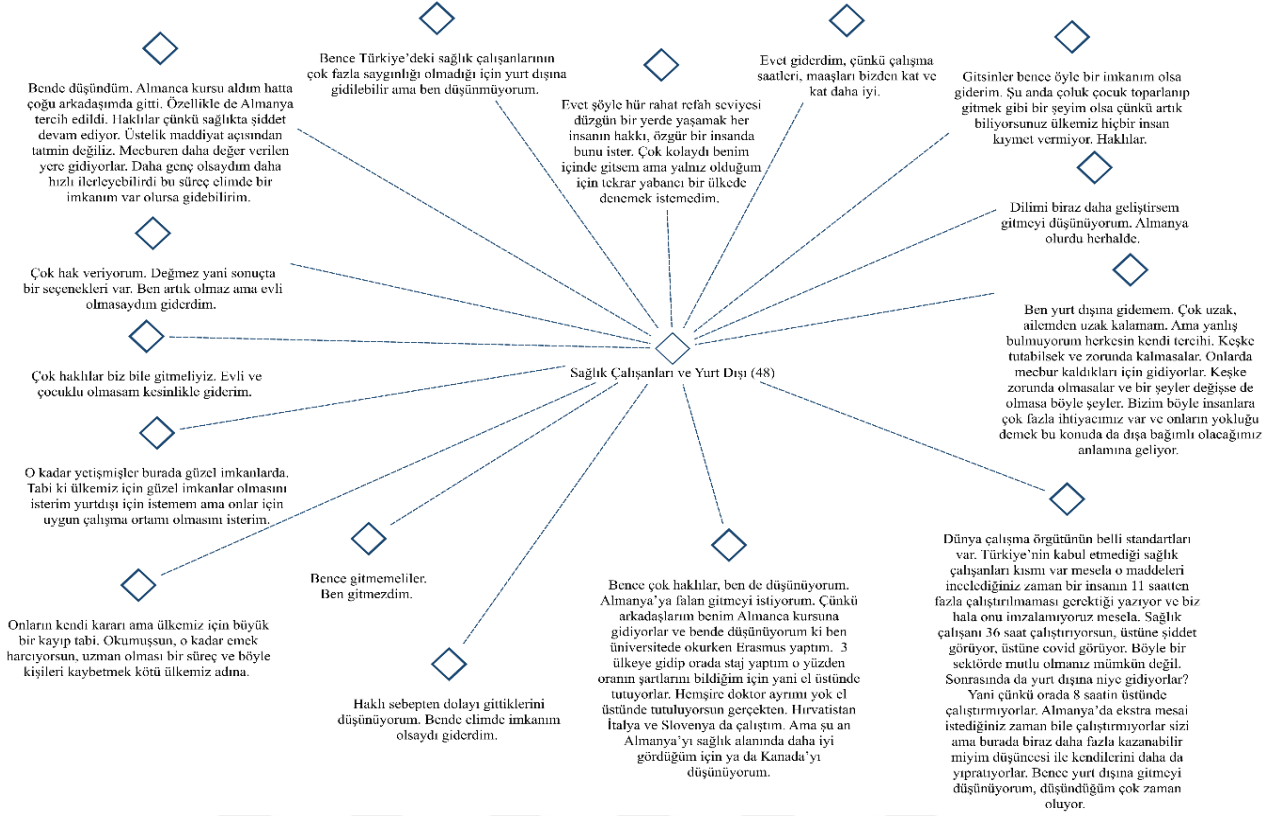 Bende düşündüm. Almanca kursu aldım hatta
çoğu arkadaşımda gitti. Özellikle de Almanya
tercih edildi. Haklılar çünkü sağlıkta şiddet
devam ediyor. Üstelik maddiyat açısından
tatmin değiliz. Mecburen daha değer verilen
yere gidiyorlar. Daha genç olsaydım daha
hızlı ilerleyebilirdi bu süreç elimde bir
imkanım var olursa gidebilirim.
Bence Türkiye’deki sağlık çalışanlarının
çok fazla saygınlığı olmadığı için yurt dışına
gidilebilir ama ben düşünmüyorum.
Evet şöyle hür rahat refah seviyesi
düzgün bir yerde yaşamak her
insanın hakkı, özgür bir insanda
bunu ister. Çok kolaydı benim
içinde gitsem ama yalnız olduğum
için tekrar yabancı bir ülkede
denemek istemedim.
Evet giderdim, çünkü çalışma
saatleri, maaşları bizden kat ve
kat daha iyi.
Gitsinler bence öyle bir imkanım olsa
giderim. Şu anda çoluk çocuk toparlanıp
gitmek gibi bir şeyim olsa çünkü artık
biliyorsunuz ülkemiz hiçbir insan
kıymet vermiyor. Haklılar.
Dilimi biraz daha geliştirsem
gitmeyi düşünüyorum. Almanya
olurdu herhalde.
Çok hak veriyorum. Değmez yani sonuçta
bir seçenekleri var. Ben artık olmaz ama evli
olmasaydım giderdim.
Ben yurt dışına gidemem. Çok uzak,
ailemden uzak kalamam. Ama yanlış
bulmuyorum herkesin kendi tercihi. Keşke
tutabilsek ve zorunda kalmasalar. Onlarda
mecbur kaldıkları için gidiyorlar. Keşke
zorunda olmasalar ve bir şeyler değişse de
olmasa böyle şeyler. Bizim böyle insanlara
çok fazla ihtiyacımız var ve onların yokluğu
demek bu konuda da dışa bağımlı olacağımız
anlamına geliyor.
Çok haklılar biz bile gitmeliyiz. Evli ve
çocuklu olmasam kesinlikle giderim.
Sağlık Çalışanları ve Yurt Dışı (48)
O kadar yetişmişler burada güzel imkanlarda.
Tabi ki ülkemiz için güzel imkanlar olmasını
isterim yurtdışı için istemem ama onlar için
uygun çalışma ortamı olmasını isterim.
Onların kendi kararı ama ülkemiz için büyük
bir kayıp tabi. Okumuşsun, o kadar emek
harcıyorsun, uzman olması bir süreç ve böyle
kişileri kaybetmek kötü ülkemiz adına.
Bence gitmemeliler.
Ben gitmezdim.
Haklı sebepten dolayı gittiklerini
düşünüyorum. Bende elimde imkanım
olsaydı giderdim.
Bence çok haklılar, ben de düşünüyorum.
Almanya’ya falan gitmeyi istiyorum. Çünkü
arkadaşlarım benim Almanca kursuna
gidiyorlar ve bende düşünüyorum ki ben
üniversitede okurken Erasmus yaptım. 3
ülkeye gidip orada staj yaptım o yüzden
oranın şartlarını bildiğim için yani el üstünde
tutuyorlar. Hemşire doktor ayrımı yok el
üstünde tutuluyorsun gerçekten. Hırvatistan
İtalya ve Slovenya da çalıştım. Ama şu an
Almanya’yı sağlık alanında daha iyi
gördüğüm için ya da Kanada’yı
düşünüyorum.
Dünya çalışma örgütünün belli standartları
var. Türkiye’nin kabul etmediği sağlık
çalışanları kısmı var mesela o maddeleri
incelediğiniz zaman bir insanın 11 saatten
fazla çalıştırılmaması gerektiği yazıyor ve biz
hala onu imzalamıyoruz mesela. Sağlık
çalışanı 36 saat çalıştırıyorsun, üstüne şiddet
görüyor, üstüne covid görüyor. Böyle bir
sektörde mutlu olmanız mümkün değil.
Sonrasında da yurt dışına niye gidiyorlar?
Yani çünkü orada 8 saatin üstünde
çalıştırmıyorlar. Almanya’da ekstra mesai
istediğiniz zaman bile çalıştırmıyorlar sizi
ama burada biraz daha fazla kazanabilir
miyim düşüncesi ile kendilerini daha da
yıpratıyorlar. Bence yurt dışına gitmeyi
düşünüyorum, düşündüğüm çok zaman
oluyor.